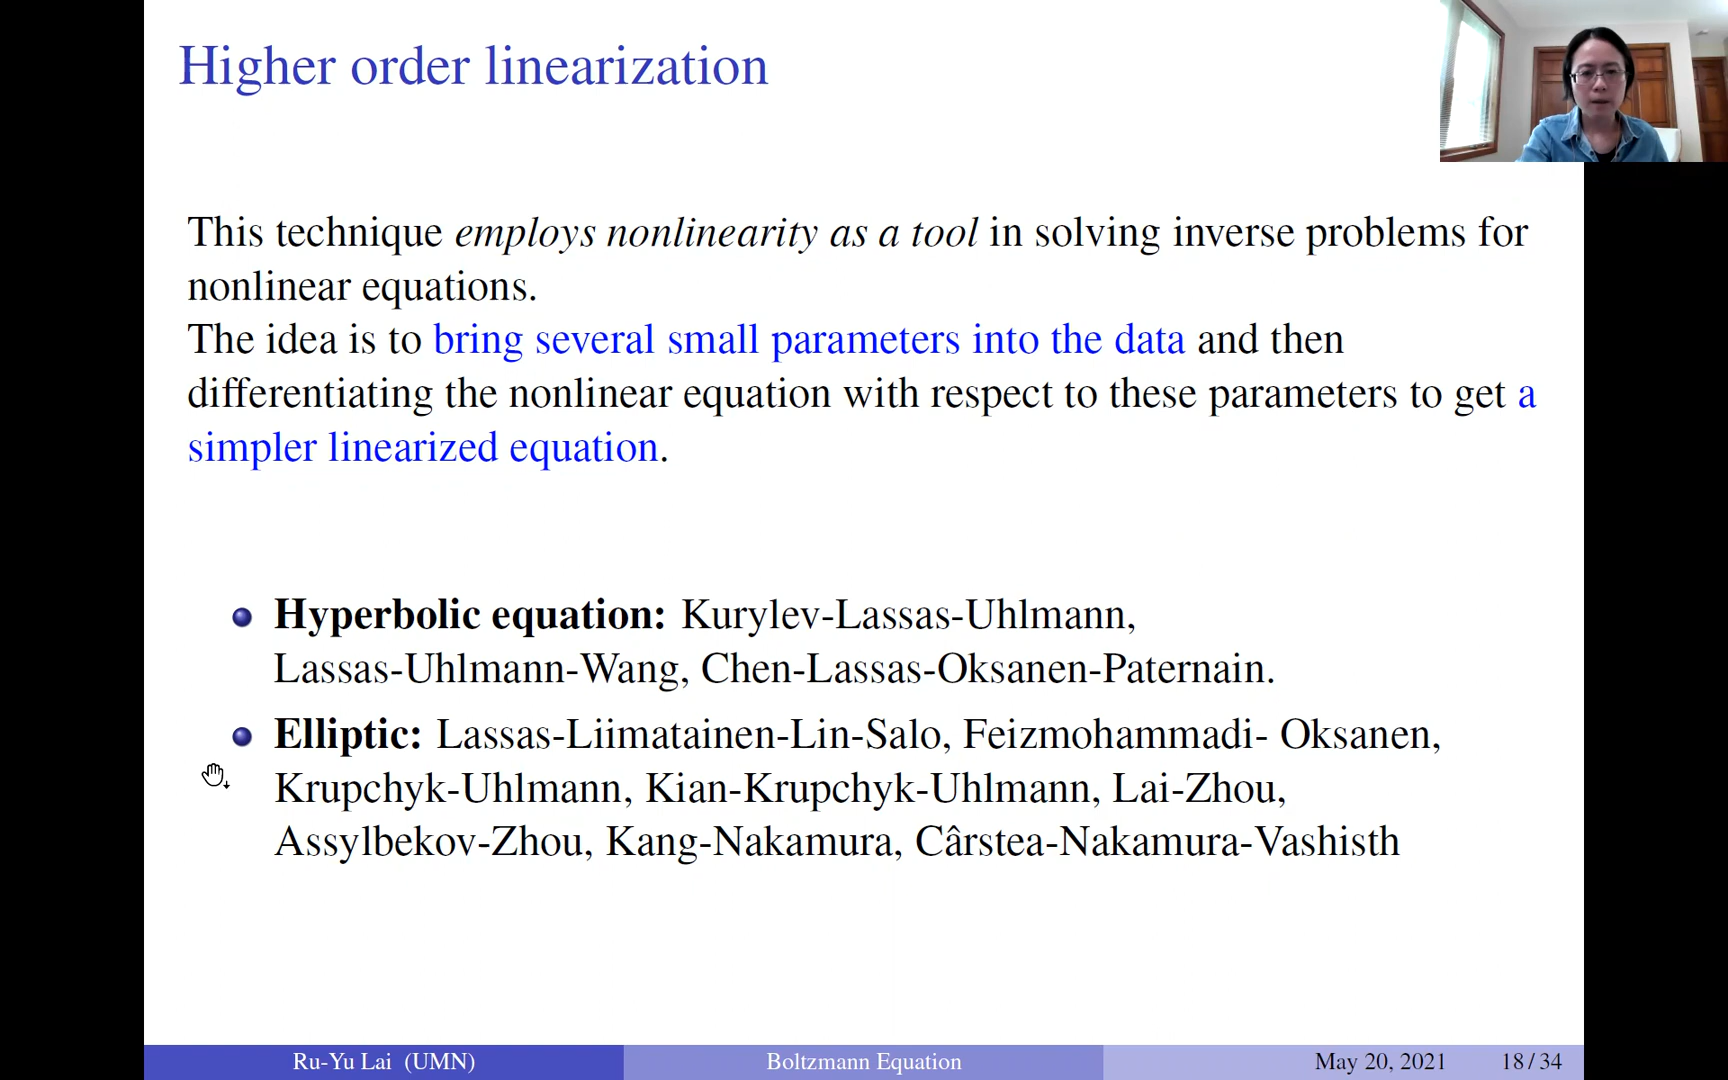 Higher order linearization
This technique employs nonlinearity as a tool in solving inverse problems for
nonlinear equations.
The idea is to bring several small parameters into the data and then
differentiating the nonlinear equation with respect to these parameters to get a
simpler linearized equation.
Hyperbolic equation: Kurylev-Lassas-Uhlmann,
Lassas-Uhlmann-Wang, Chen-Lassas-Oksanen-Paternain.
Elliptic: Lassas-Liimatainen-Lin-Salo, Feizmohammadi- Oksanen,
Krupchyk-Uhlmann, Kian-Krupchyk-Uhlmann, Lai-Zhou,
Assylbekov-Zhou, Kang-Nakamura, Cârstea-Nakamura-Vashisth
Ru-Yu Lai (UMN) Boltzmann Equation May 20, 2021 18 / 34